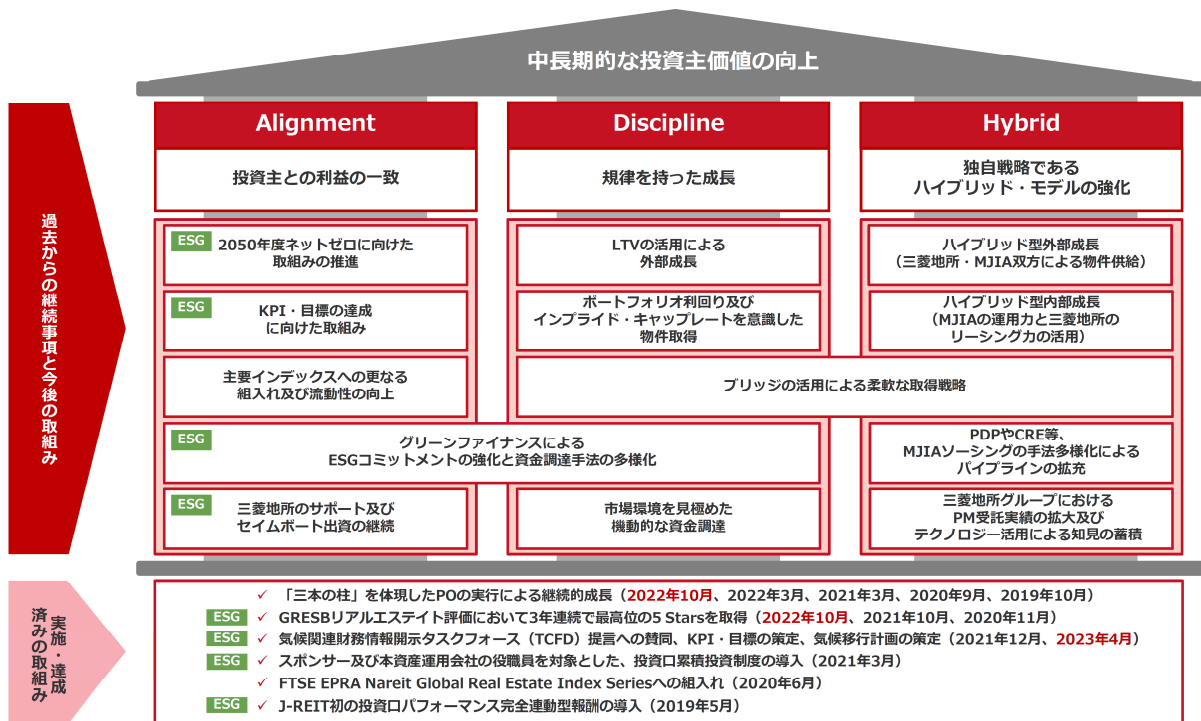 中長期的な投資主価値の向上
過去からの継続事項と今後の取組み
Alignment
Discipline
Hybrid
投資主との利益の一致
規律を持った成長
独自戦略である
ハイブリッド・モデルの強化
ESG
2050年度ネットゼロに向けた
取組みの推進
LTVの活用による
外部成長
ハイブリッド型外部成長
（三菱地所・MJIA双方による物件供給）
ESG
KPI・目標の達成
に向けた取組み
ポートフォリオ利回り及び
インプライド・キャップレートを意識した
物件取得
ハイブリッド型内部成長
（MJIAの運用力と三菱地所の
リーシング力の活用）
主要インデックスへの更なる
組入れ及び流動性の向上
ブリッジの活用による柔軟な取得戦略
ESG
グリーンファイナンスによる
ESGコミットメントの強化と資金調達手法の多様化
PDPやCRE等、
MJIAソーシングの手法多様化による
パイプラインの拡充
ESG
三菱地所のサポート及び
セイムボート出資の継続
市場環境を見極めた
機動的な資金調達
三菱地所グループにおける
PM受託実績の拡大及び
テクノロジー活用による知見の蓄積
実施・達成
済みの取組み
✓ 「三本の柱」を体現したPOの実行による継続的成長（2022年10月、2022年3月、2021年3月、2020年9月、2019年10月）
ESG ✓ GRESBリアルエステイト評価において3年連続で最高位の5 Starsを取得（2022年10月、2021年10月、2020年11月）
ESG ✓ 気候関連財務情報開示タスクフォース（TCFD）提言への賛同、KPI・目標の策定、気候移行計画の策定（2021年12月、2023年4月）
ESG ✓ スポンサー及び本資産運用会社の役職員を対象とした、投資口累積投資制度の導入（2021年3月）
✓ FTSE EPRA Nareit Global Real Estate Index Seriesへの組入れ（2020年6月）
ESG ✓ J-REIT初の投資口パフォーマンス完全連動型報酬の導入（2019年5月）